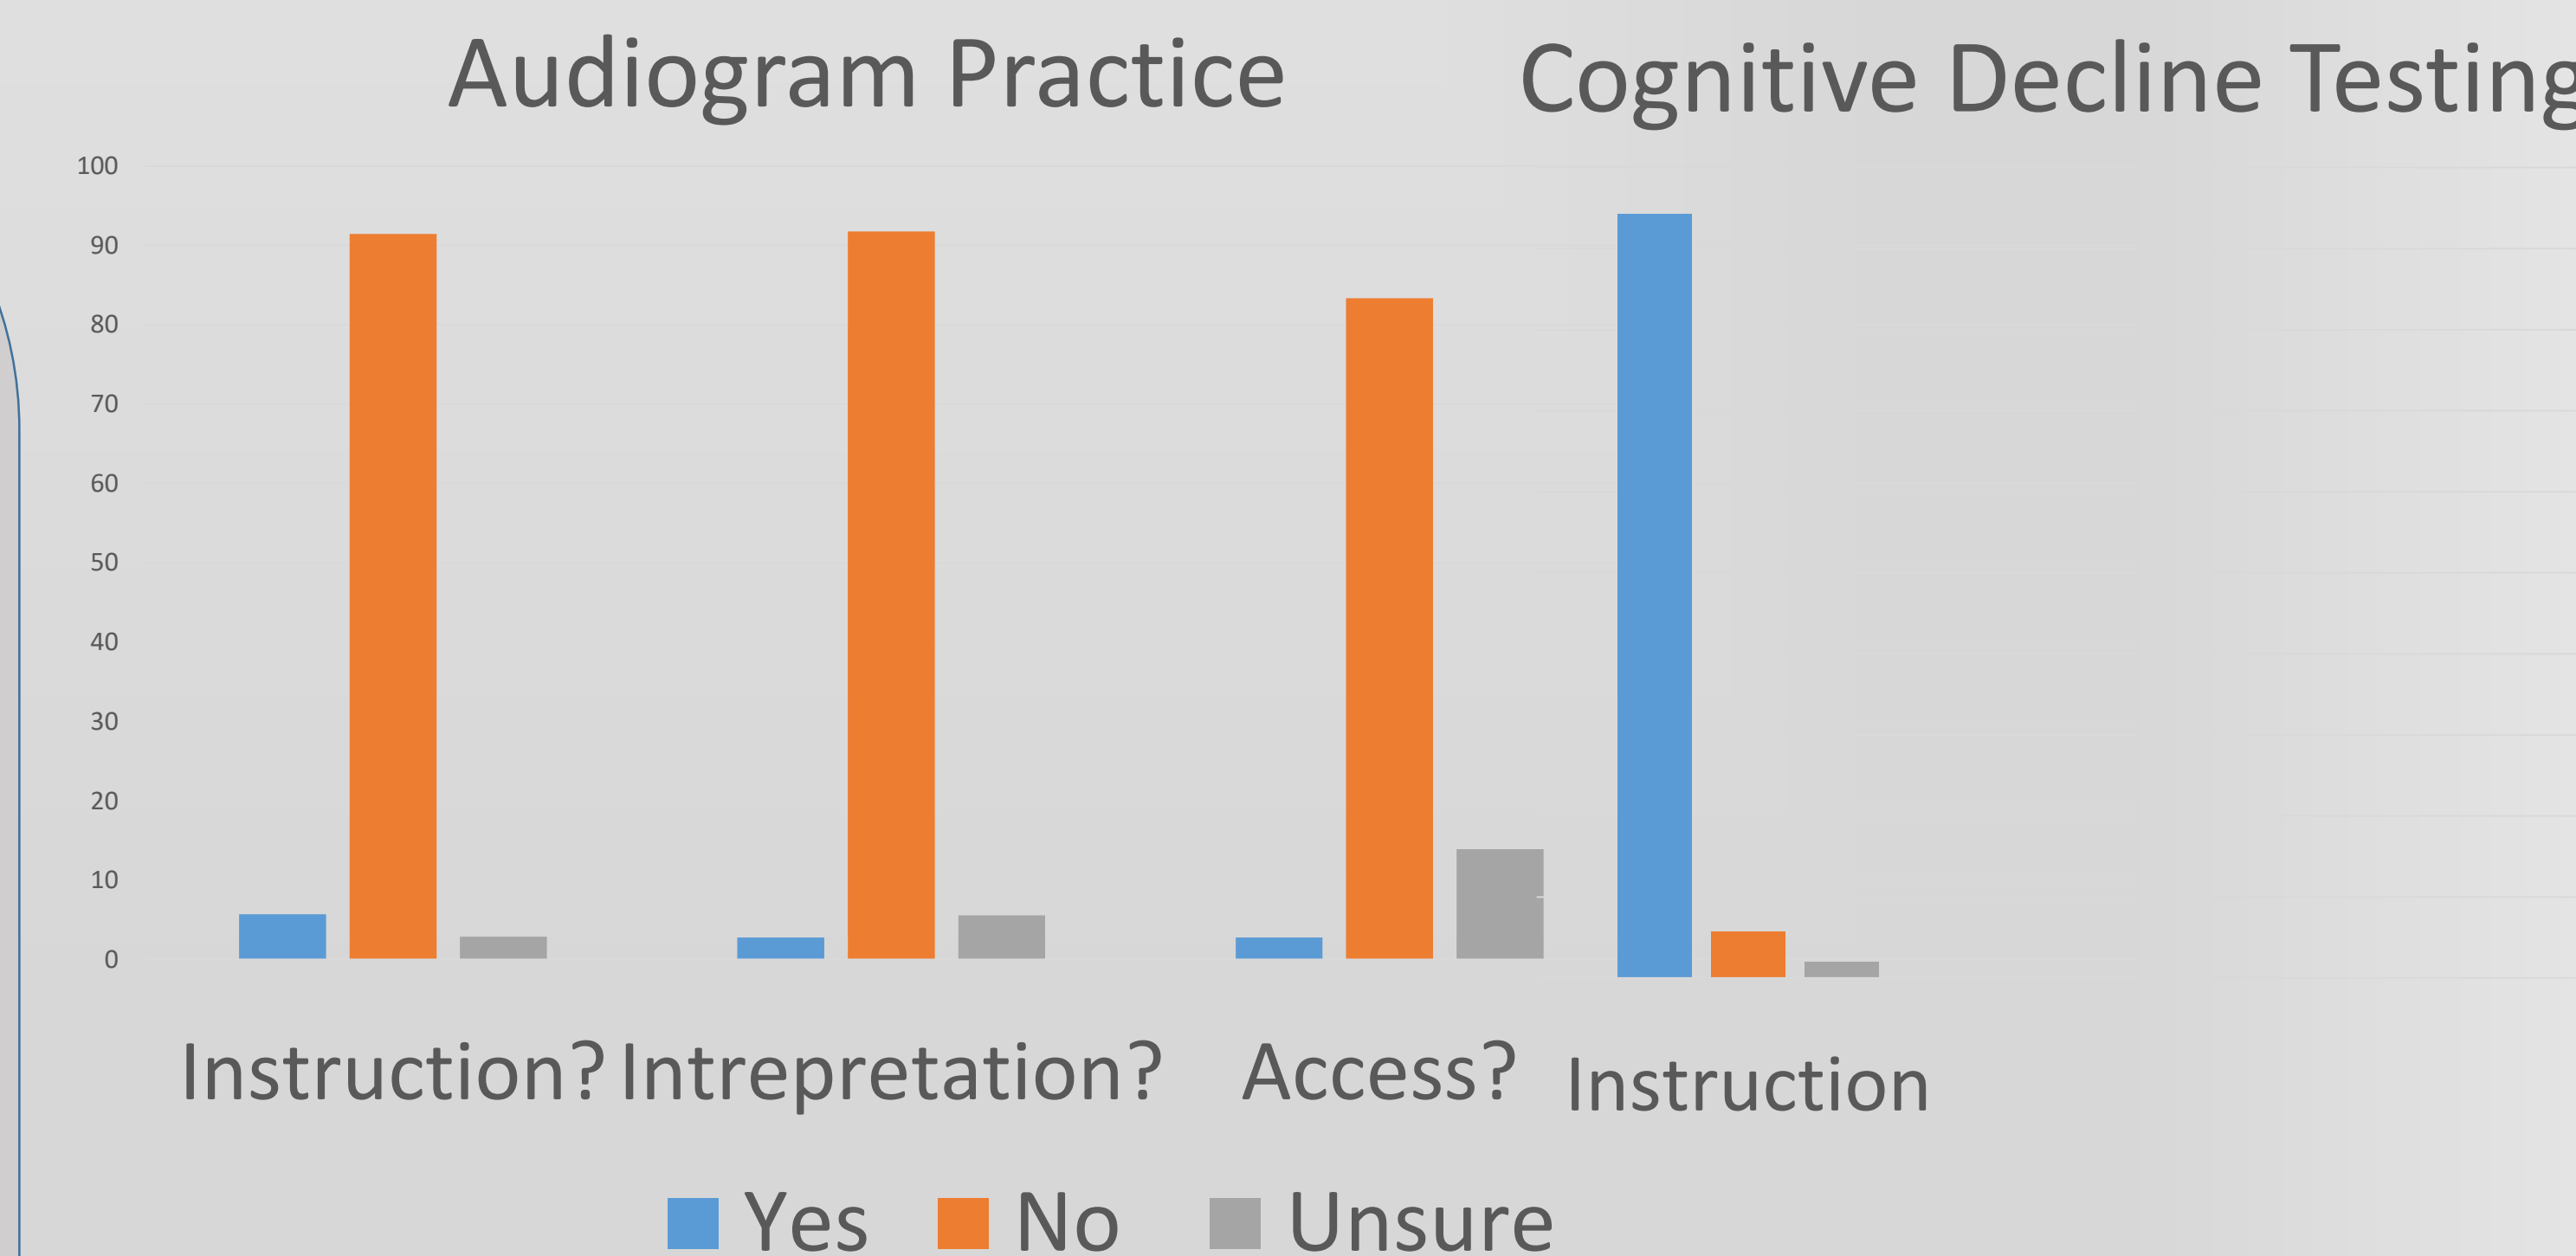 Audiogram Practice
Cognitive Decline Testing
100
90
80
70
60
50
40
30
20
10
0
Instruction? Intrepretation? Access? Instruction
Yes No Unsure